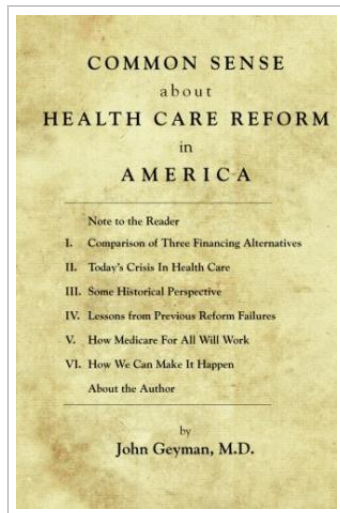 COMMON SENSE
about
HEALTH CARE REFORM
in
AMERICA
Note to the Reader
I. Comparison of Three Financing Alternatives
II. Today's Crisis In Health Care
III. Some Historical Perspective
IV. Lessons from Previous Reform Failures
V. How Medicare For All Will Work
VI. How We Can Make It Happen
About the Author
by
John Geyman, M.D.